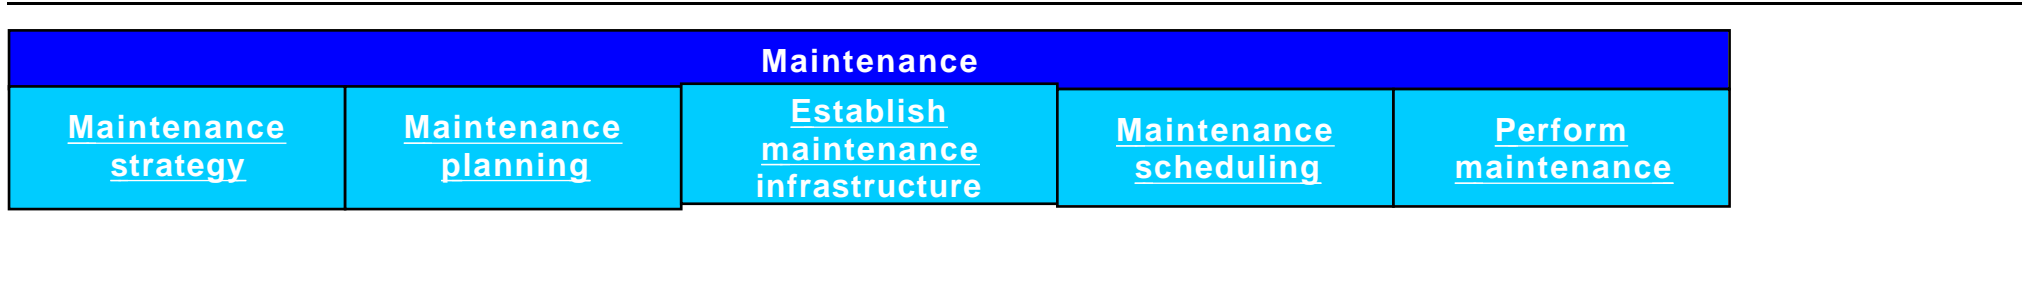 Maintenance
Maintenance
strategy
Maintenance
planning
Establish
maintenance
infrastructure
Maintenance
scheduling
Perform
maintenance